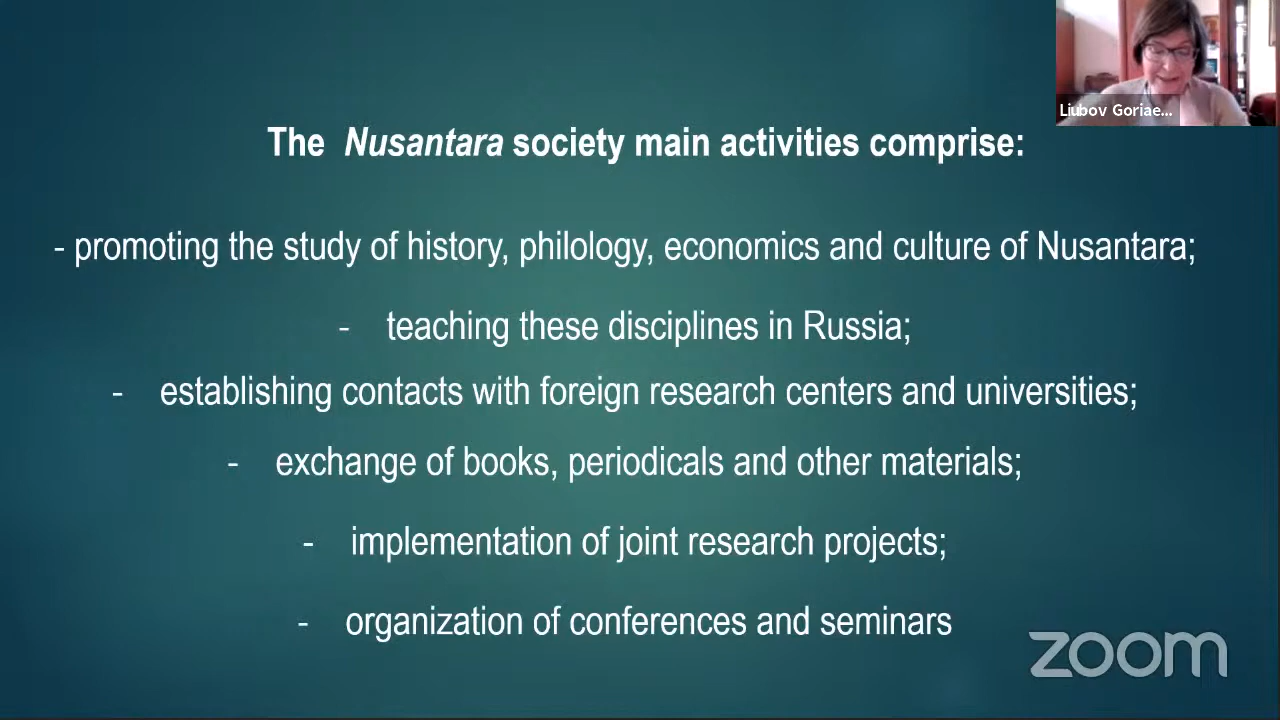 Liubov Goriae...
The Nusantara society main activities comprise:
- promoting the study of history, philology, economics and culture of Nusantara;
- teaching these disciplines in Russia;
- establishing contacts with foreign research centers and universities;
- exchange of books, periodicals and other materials;
- implementation of joint research projects;
- organization of conferences and seminars
zoom